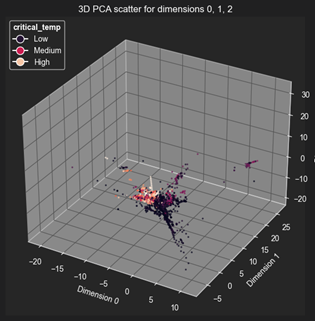 3D PCA scatter for dimensions 0, 1, 2
critical_temp
Low
Medium
High
30
20
10
0
−10
−20
25
20
15
10
5
0
−5
−20
−15
−10
−5
0
5
10
Dimension 0
Dimension 1